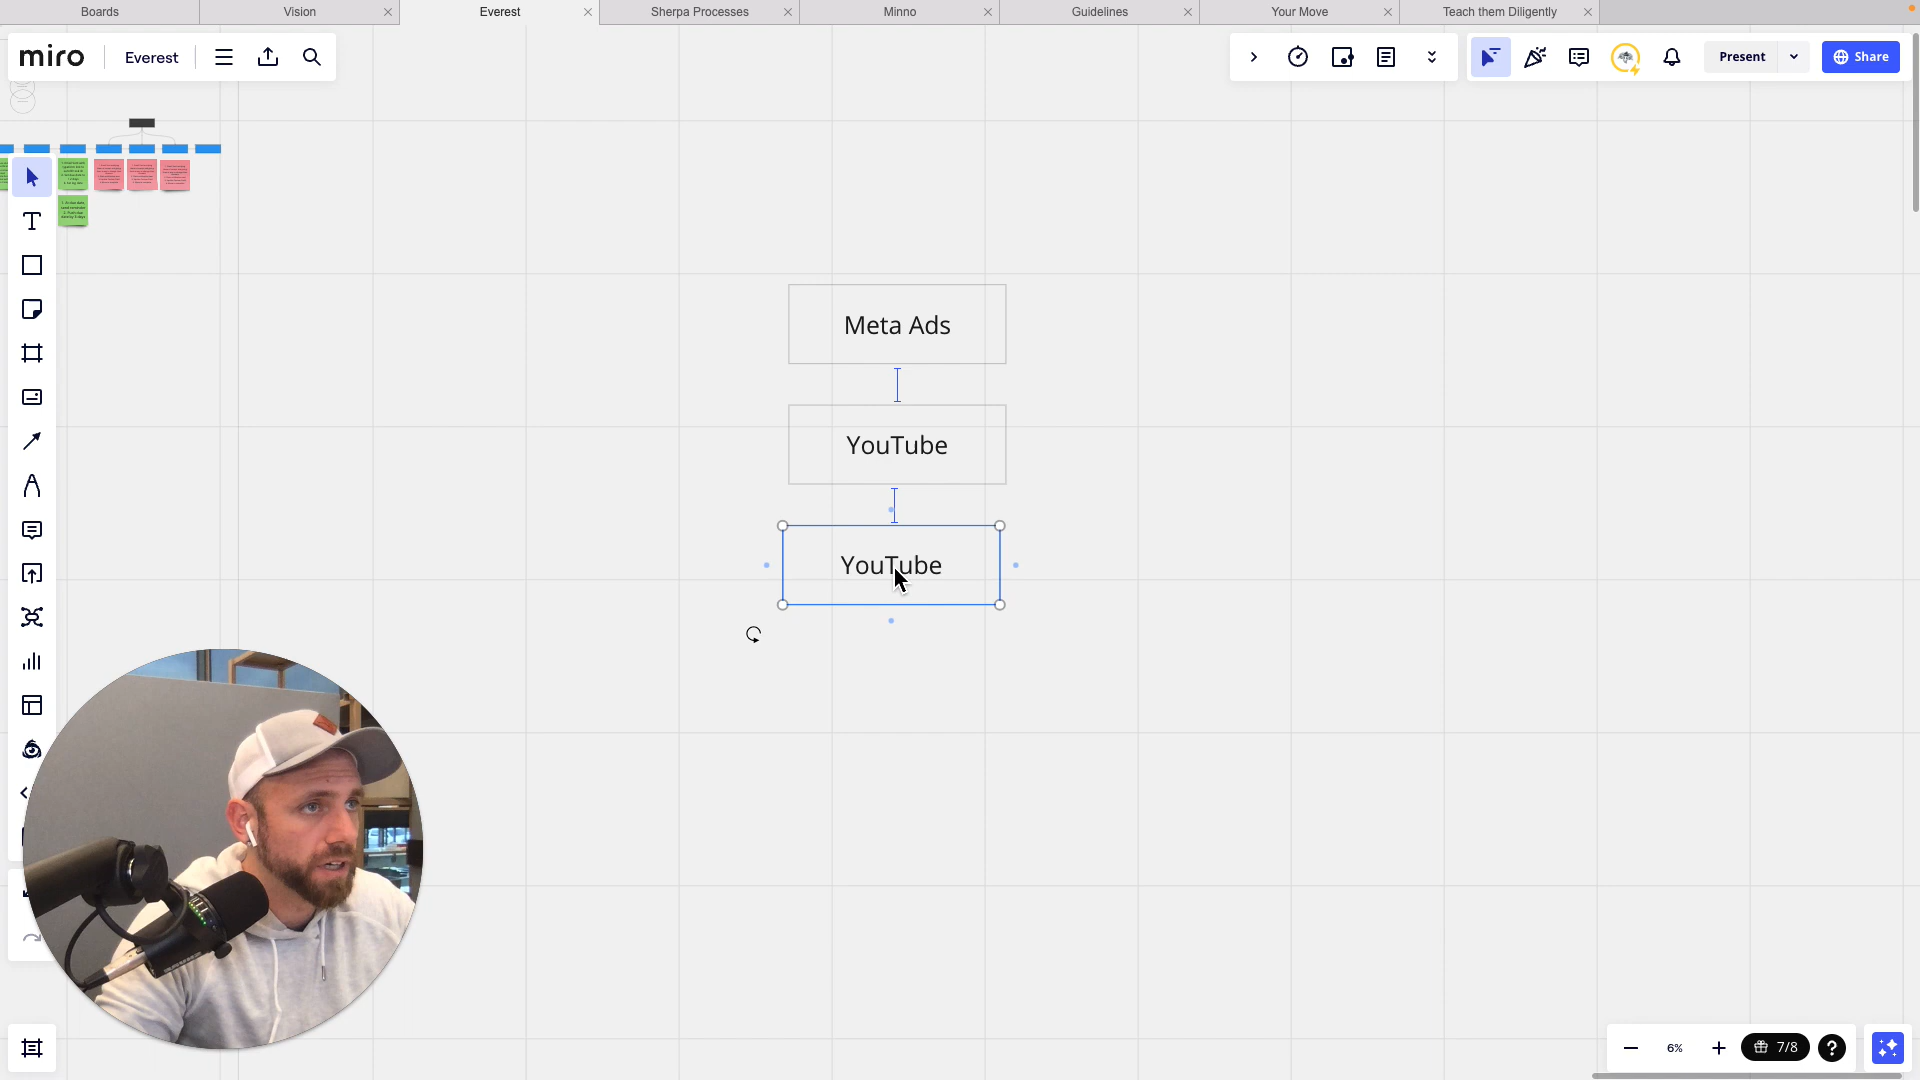 Boards
Vision
Everest
Sherpa Processes
Minno
Guidelines
Your Move
Teach them Diligently
miro
Everest
Present
Share
Meta Ads
YouTube
YouTube
6%
7/8